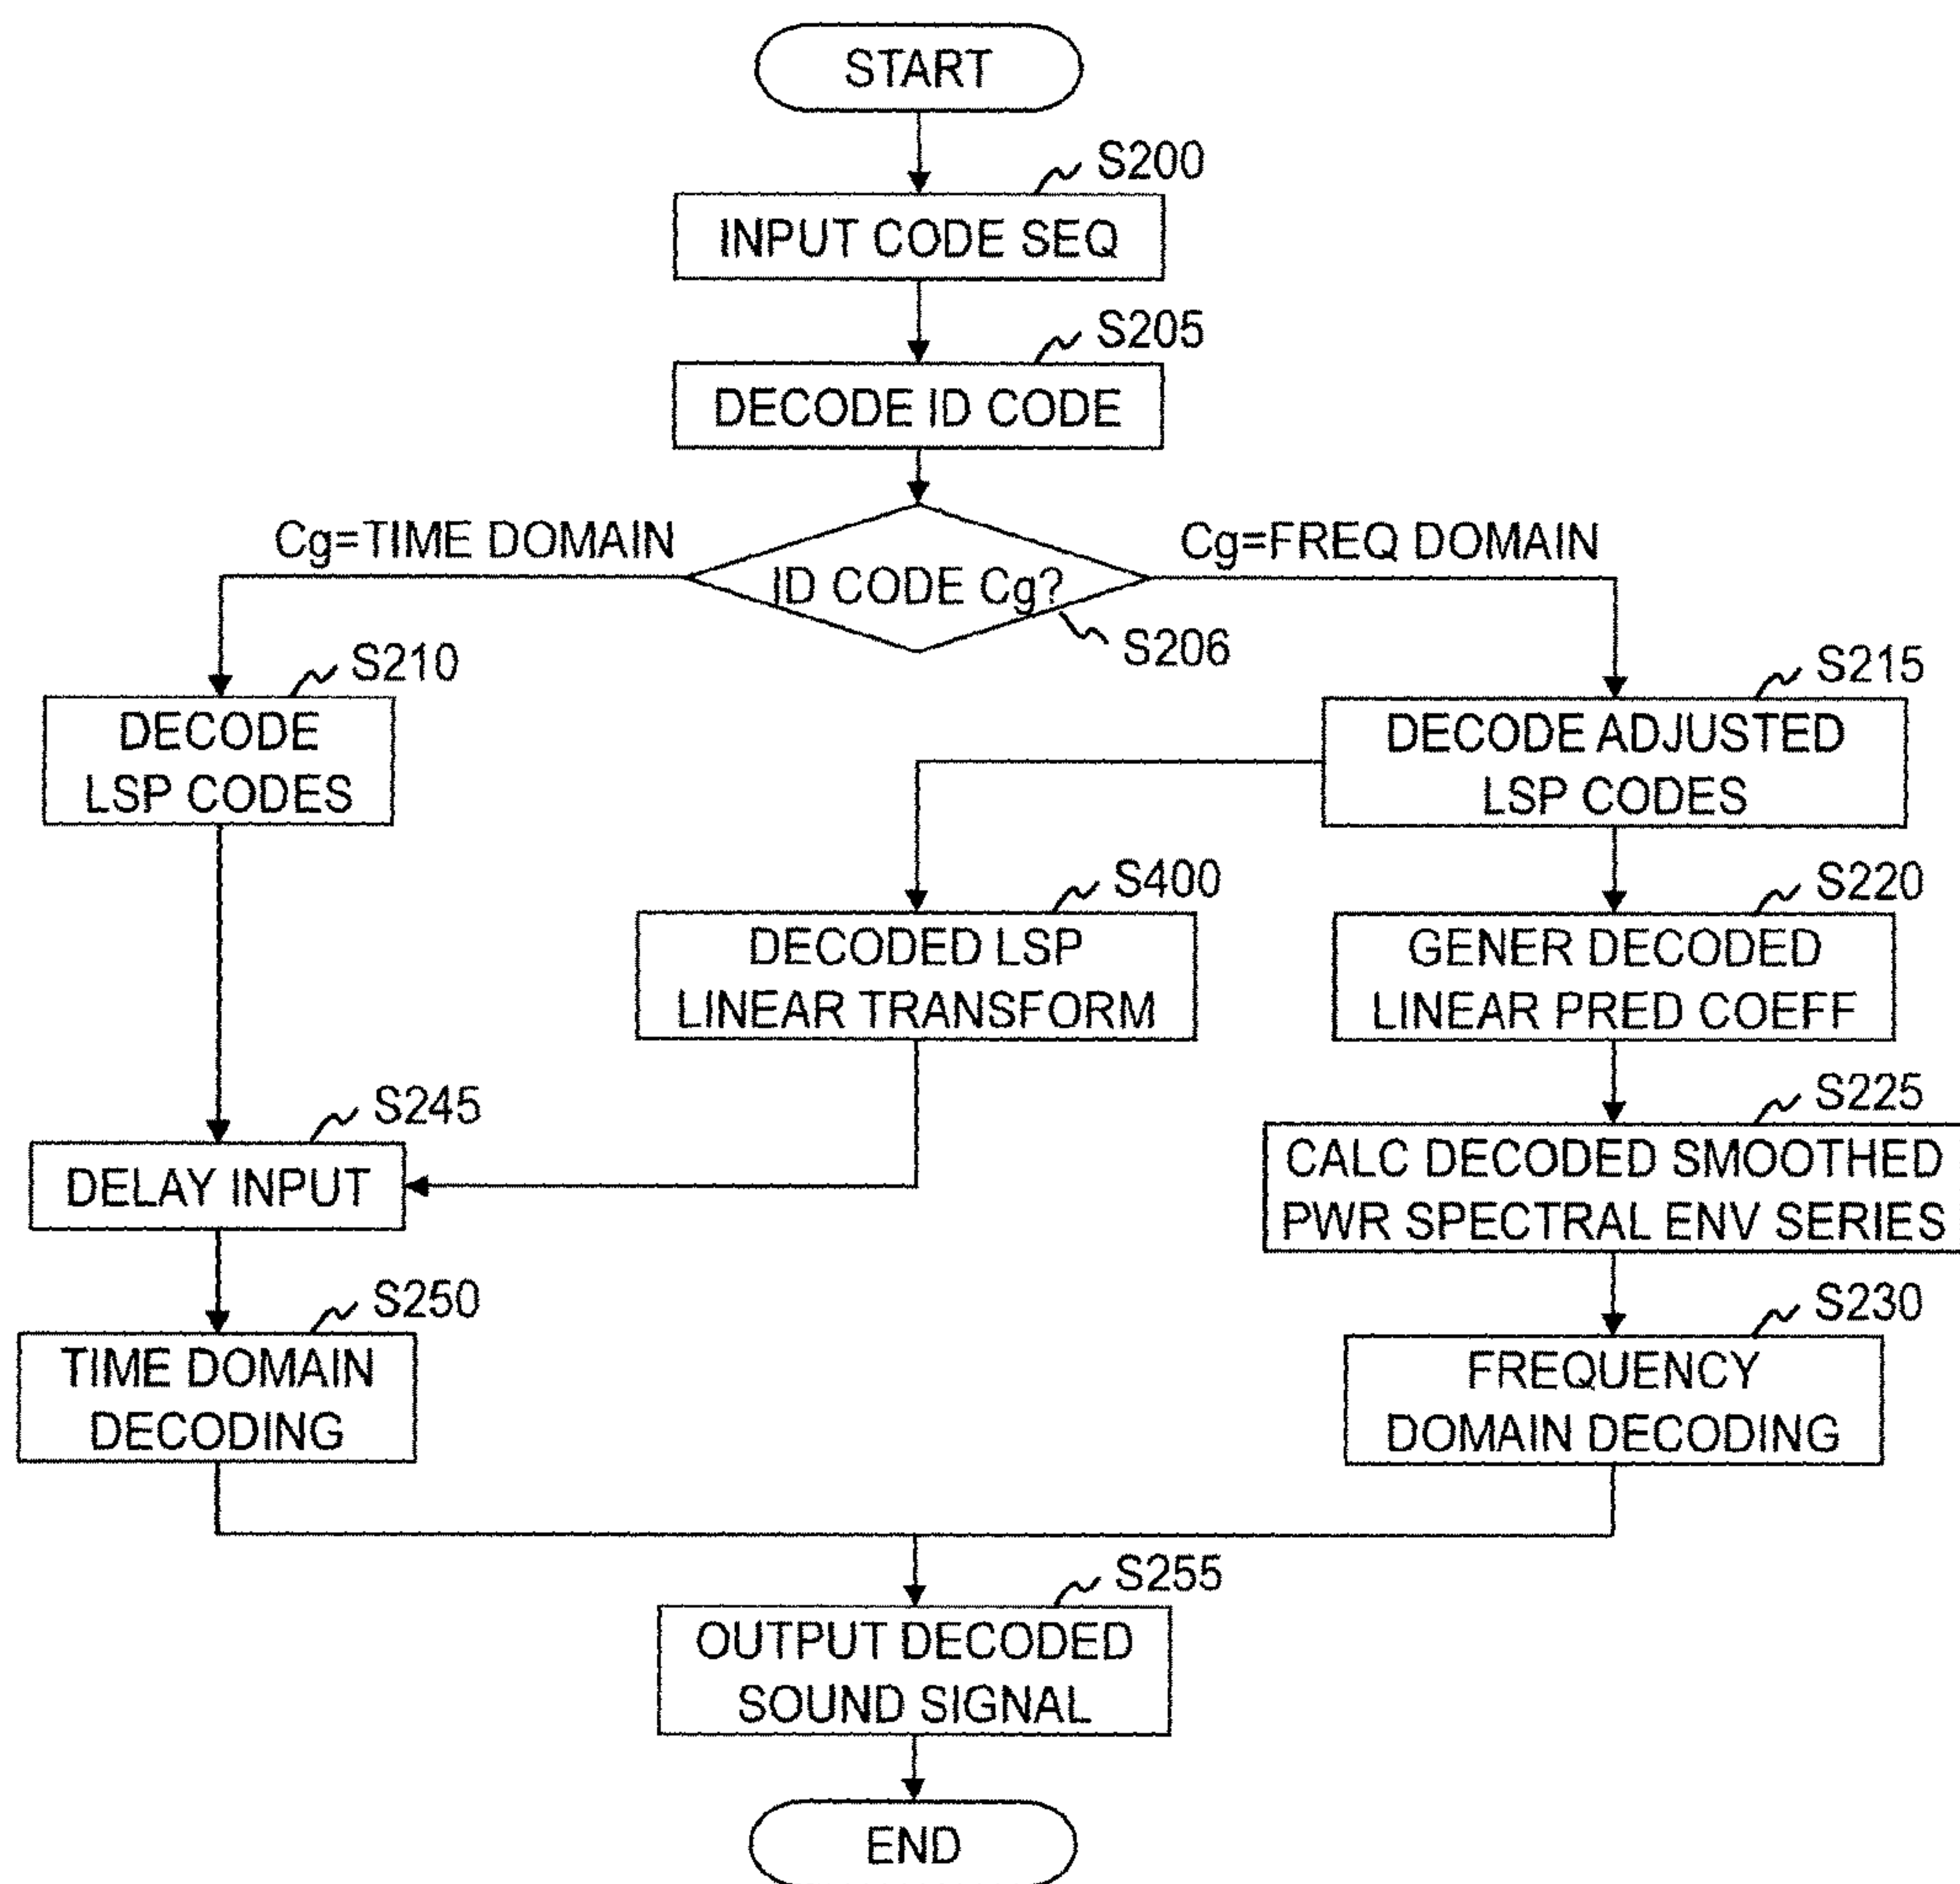 START
S200
INPUT CODE SEQ
S205
DECODE ID CODE
Cg=TIME DOMAIN
Cg=FREQ DOMAIN
ID CODE Cg?
S206
S210
DECODE
LSP CODES
S215
DECODE ADJUSTED
LSP CODES
S400
DECODED LSP
LINEAR TRANSFORM
S220
GENER DECODED
LINEAR PRED COEFF
S245
DELAY INPUT
S225
CALC DECODED SMOOTHED
PWR SPECTRAL ENV SERIES
S250
TIME DOMAIN
DECODING
S230
FREQUENCY
DOMAIN DECODING
S255
OUTPUT DECODED
SOUND SIGNAL
END